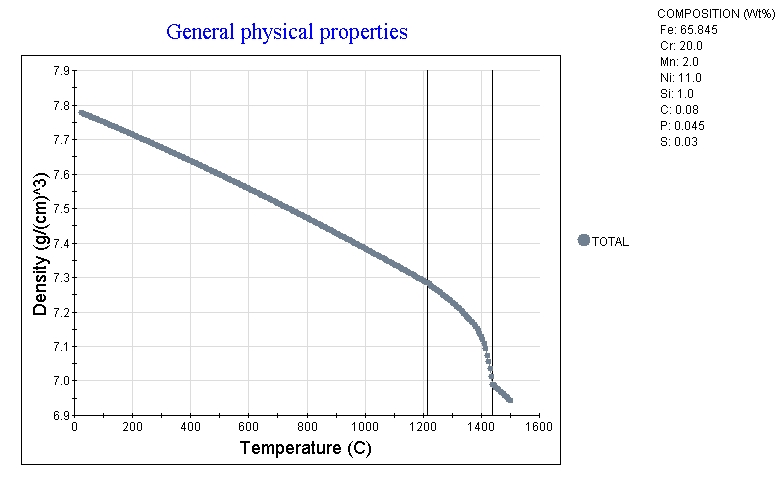 General physical properties
COMPOSITION (Wt%)
Fe: 65.845
Cr: 20.0
Mn: 2.0
Ni: 11.0
Si: 1.0
C: 0.08
P: 0.045
S: 0.03
7.9
7.8
7.7
7.6
7.5
7.4
7.3
7.2
7.1
7.0
6.9
Density (g/(cm)^3)
0
200
400
600
800
1000
1200
1400
1600
Temperature (C)
TOTAL